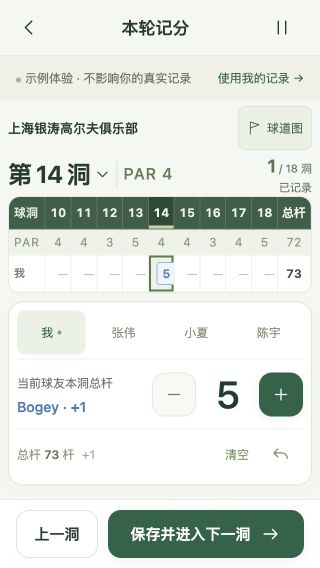 本轮记分
示例体验 · 不影响你的真实记录 使用我的记录 →
上海银涛高尔夫俱乐部 球道图
第 14 洞 PAR 4 1 / 18 洞
已记录
球洞 10 11 12 13 14 15 16 17 18 总杆
PAR 4 4 3 5 4 4 3 4 5 72
我 — — — — 5 — — — — 73
我 张伟 小夏 陈宇
当前球友本洞总杆
Bogey · +1
− 5 +
总杆 73 杆 +1 清空
上一洞 保存并进入下一洞 →